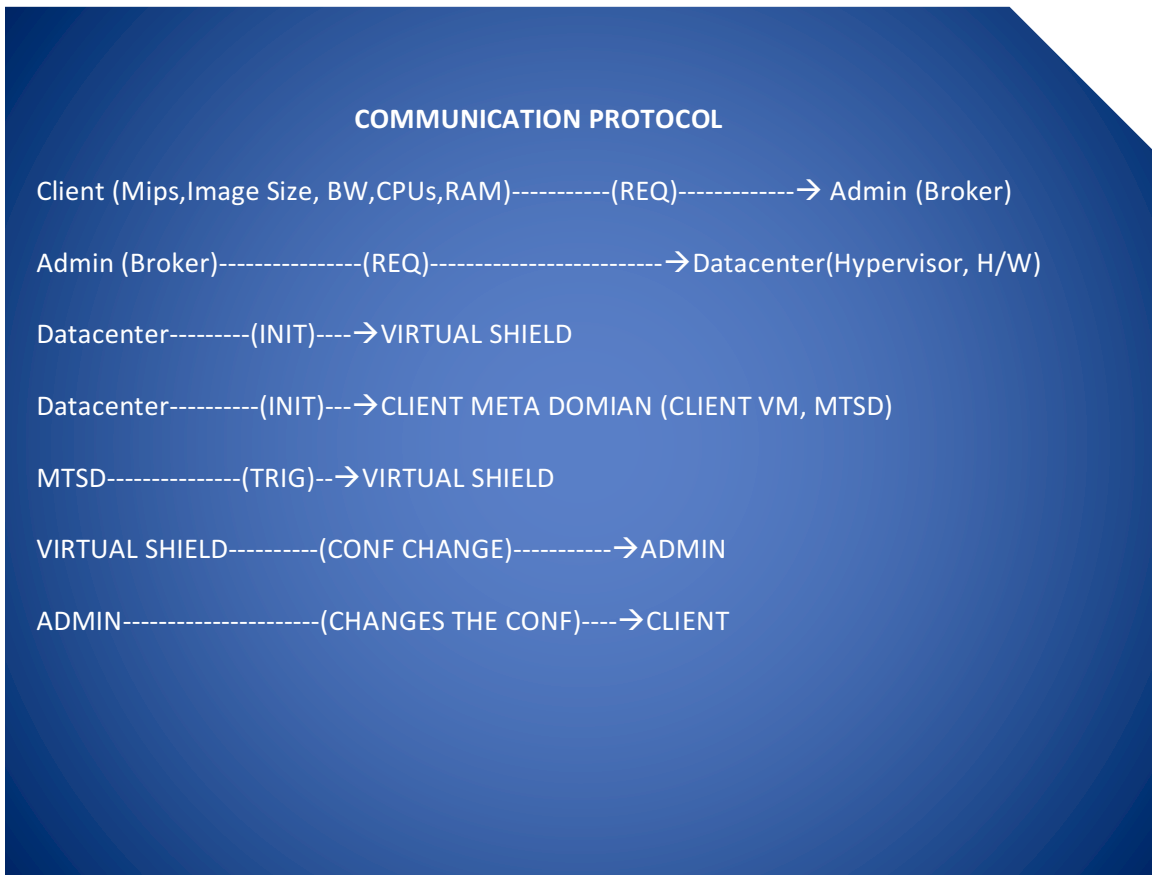 COMMUNICATION PROTOCOL
Client (Mips,Image Size, BW,CPUs,RAM)-----------(REQ)-------------→ Admin (Broker)
Admin (Broker)----------------(REQ)--------------------------→Datacenter(Hypervisor, H/W)
Datacenter---------(INIT)----→VIRTUAL SHIELD
Datacenter----------(INIT)---→CLIENT META DOMIAN (CLIENT VM, MTSD)
MTSD---------------(TRIG)--→VIRTUAL SHIELD
VIRTUAL SHIELD----------(CONF CHANGE)-----------→ADMIN
ADMIN----------------------(CHANGES THE CONF)----→CLIENT